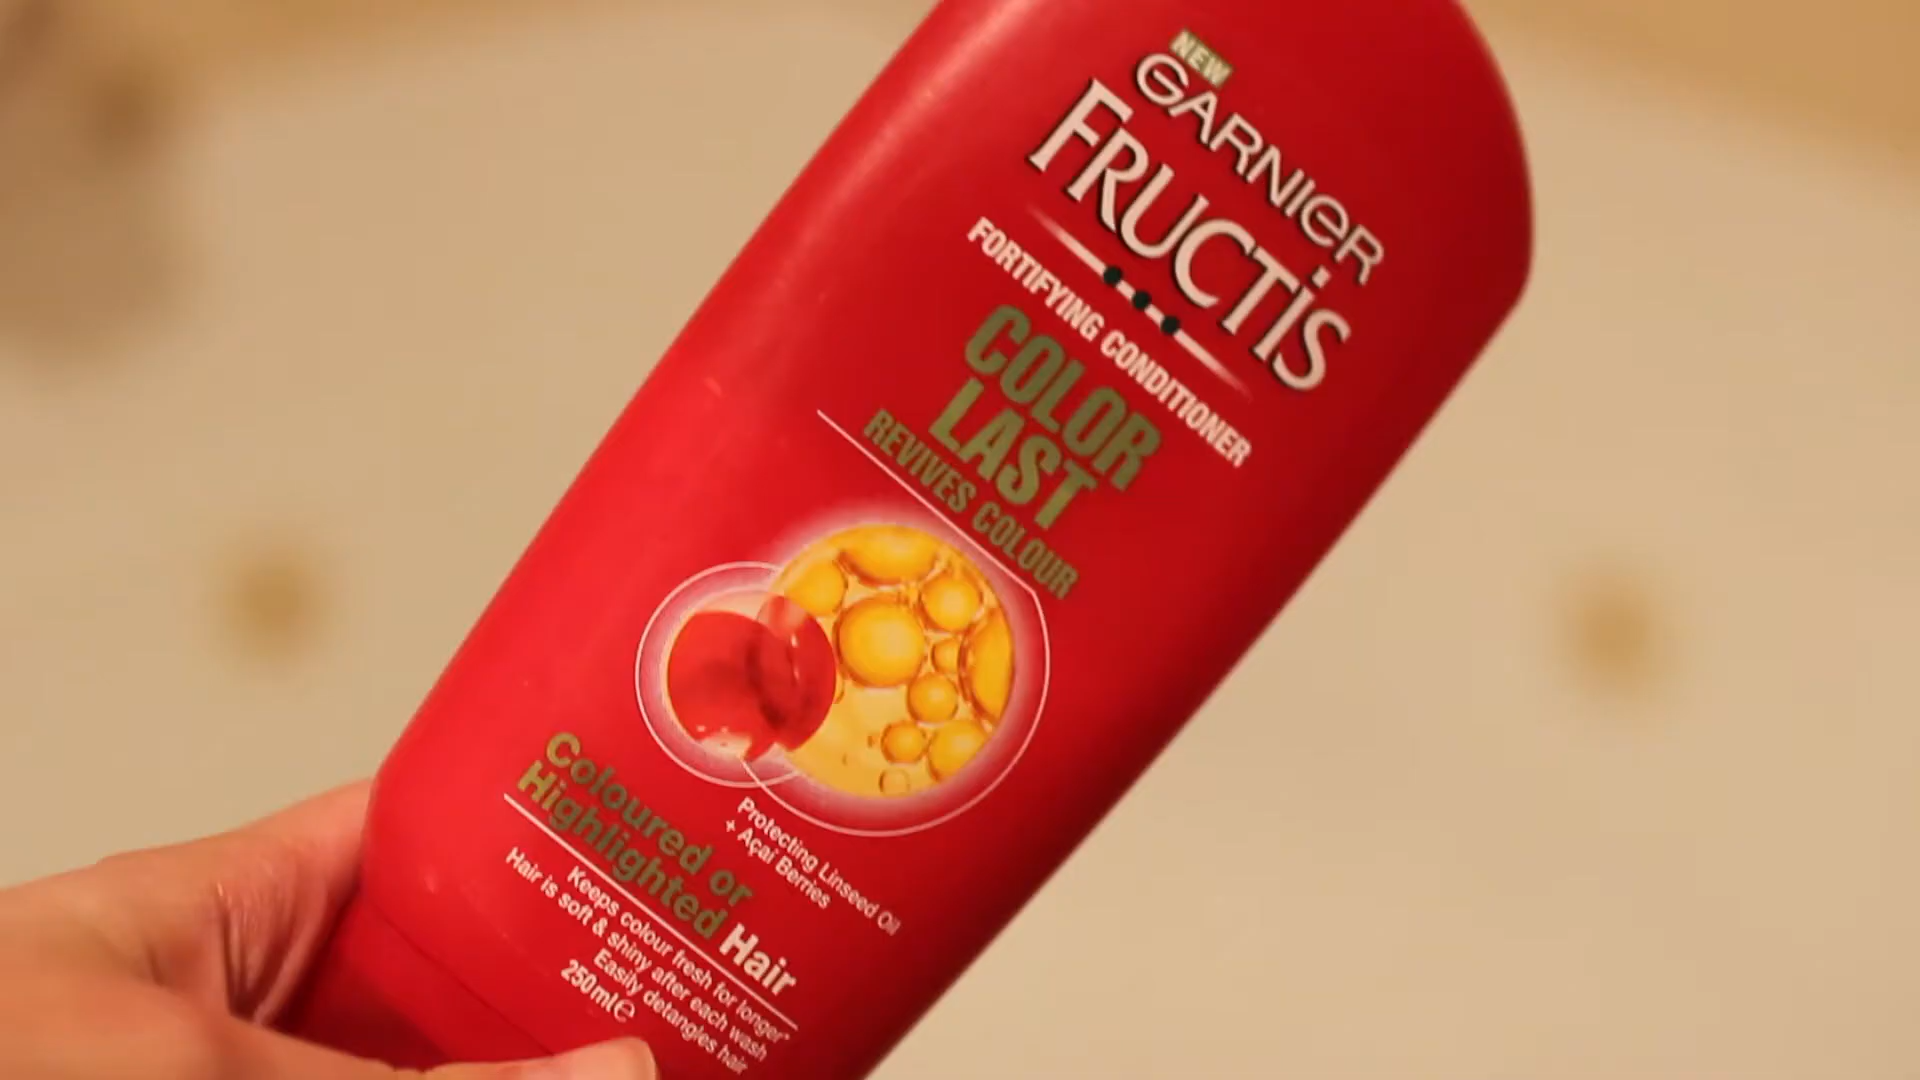 NEW
GARNIER
FRUCTIS
FORTIFYING CONDITIONER
COLOR
LAST
REVIVES COLOUR
Protecting Linseed Oil
+ Açai Berries
Coloured or
Highlighted Hair
Keeps colour fresh for longer*
Hair is soft & shiny after each wash
Easily detangles hair
250ml℮